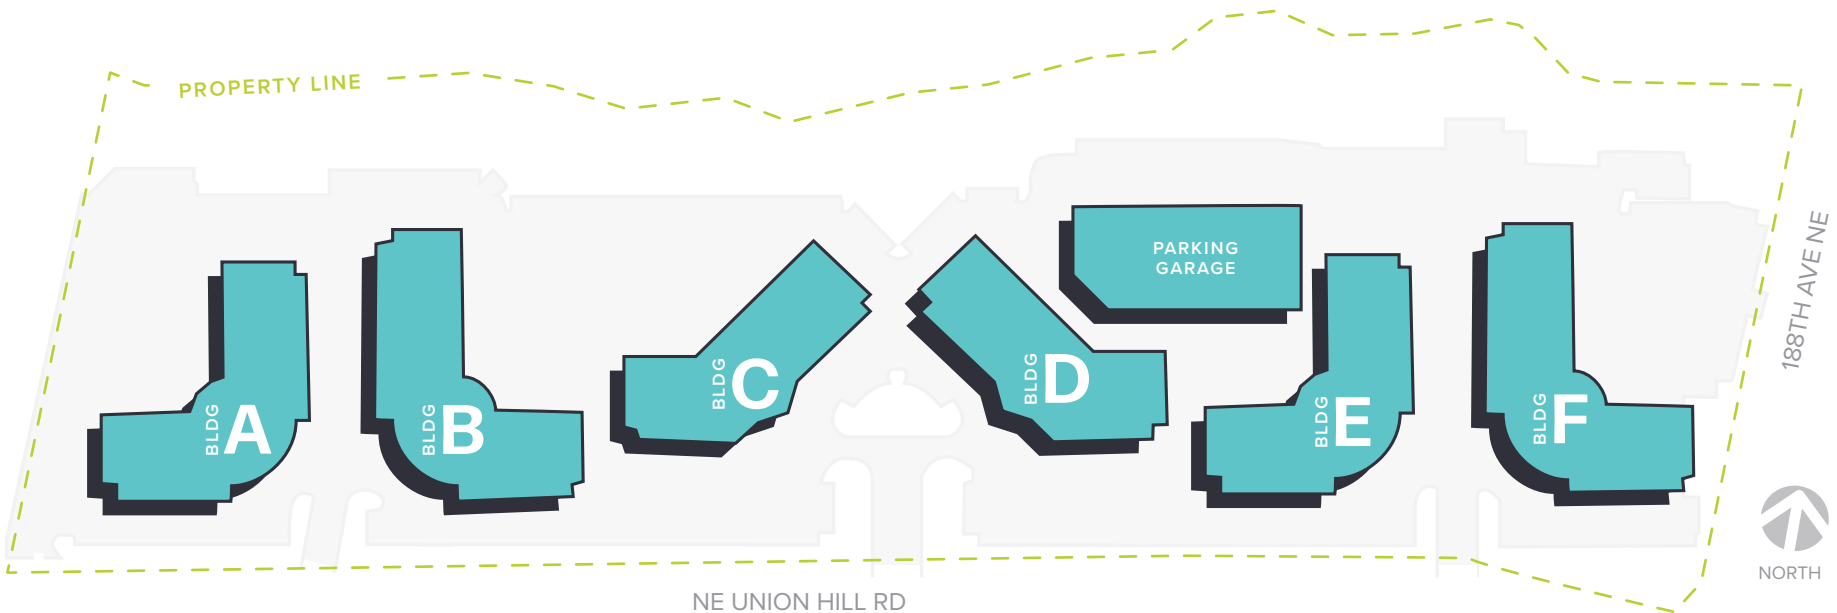 PROPERTY LINE
PARKING
GARAGE
188TH AVE NE
BLDG A
BLDG B
BLDG C
BLDG D
BLDG E
BLDG F
NORTH
NE UNION HILL RD